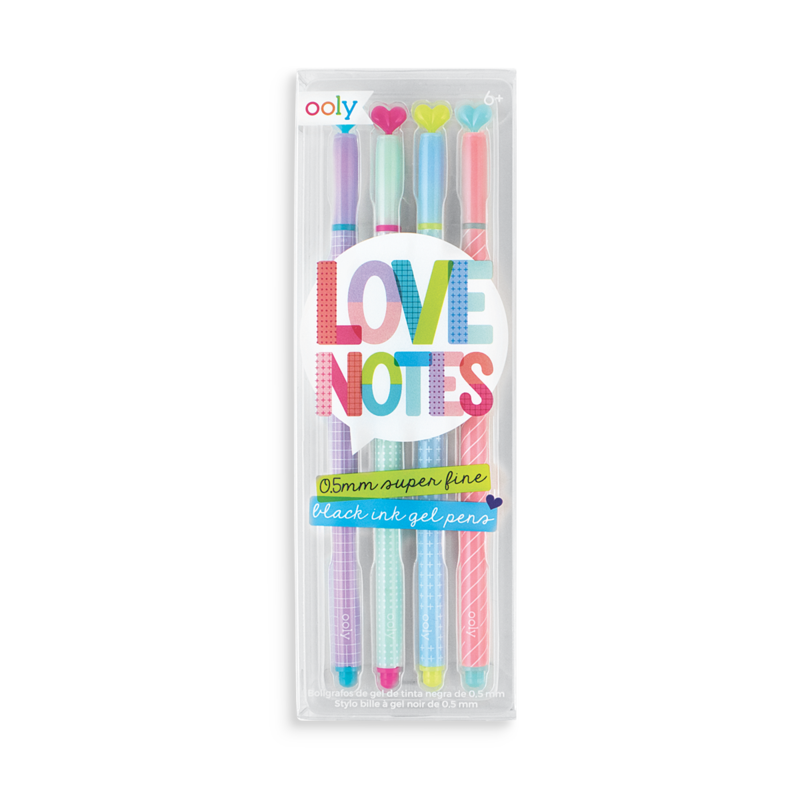 ooly
6+
LOVE
NOTES
0.5mm super fine
black ink gel pens
ooly
ooly
ooly
ooly
Bolígrafos de gel de tinta negra de 0.5 mm
Stylo bille à gel noir de 0.5 mm